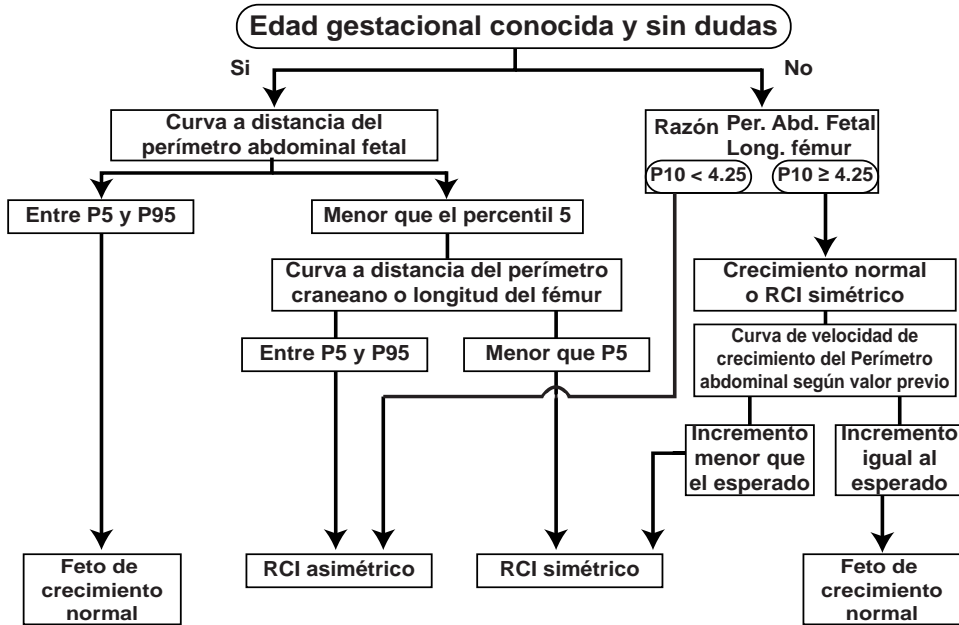 Edad gestacional conocida y sin dudas
Si
No
Curva a distancia del
perímetro abdominal fetal
Razón
Per. Abd. Fetal
Long. fémur
P10 < 4.25
P10 ≥ 4.25
Entre P5 y P95
Menor que el percentil 5
Curva a distancia del perímetro
craneano o longitud del fémur
Crecimiento normal
o RCI simétrico
Entre P5 y P95
Menor que P5
Curva de velocidad de
crecimiento del Perímetro
abdominal según valor previo
Incremento
menor que
el esperado
Incremento
igual al
esperado
Feto de
crecimiento
normal
RCI asimétrico
RCI simétrico
Feto de
crecimiento
normal